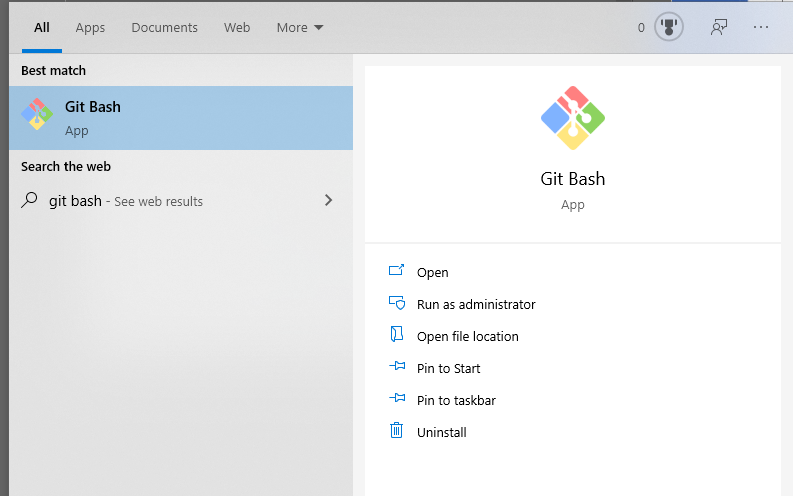 All Apps Documents Web More 0 ...
Best match
Git Bash
App
Search the web
git bash - See web results
Git Bash
App
Open
Run as administrator
Open file location
Pin to Start
Pin to taskbar
Uninstall